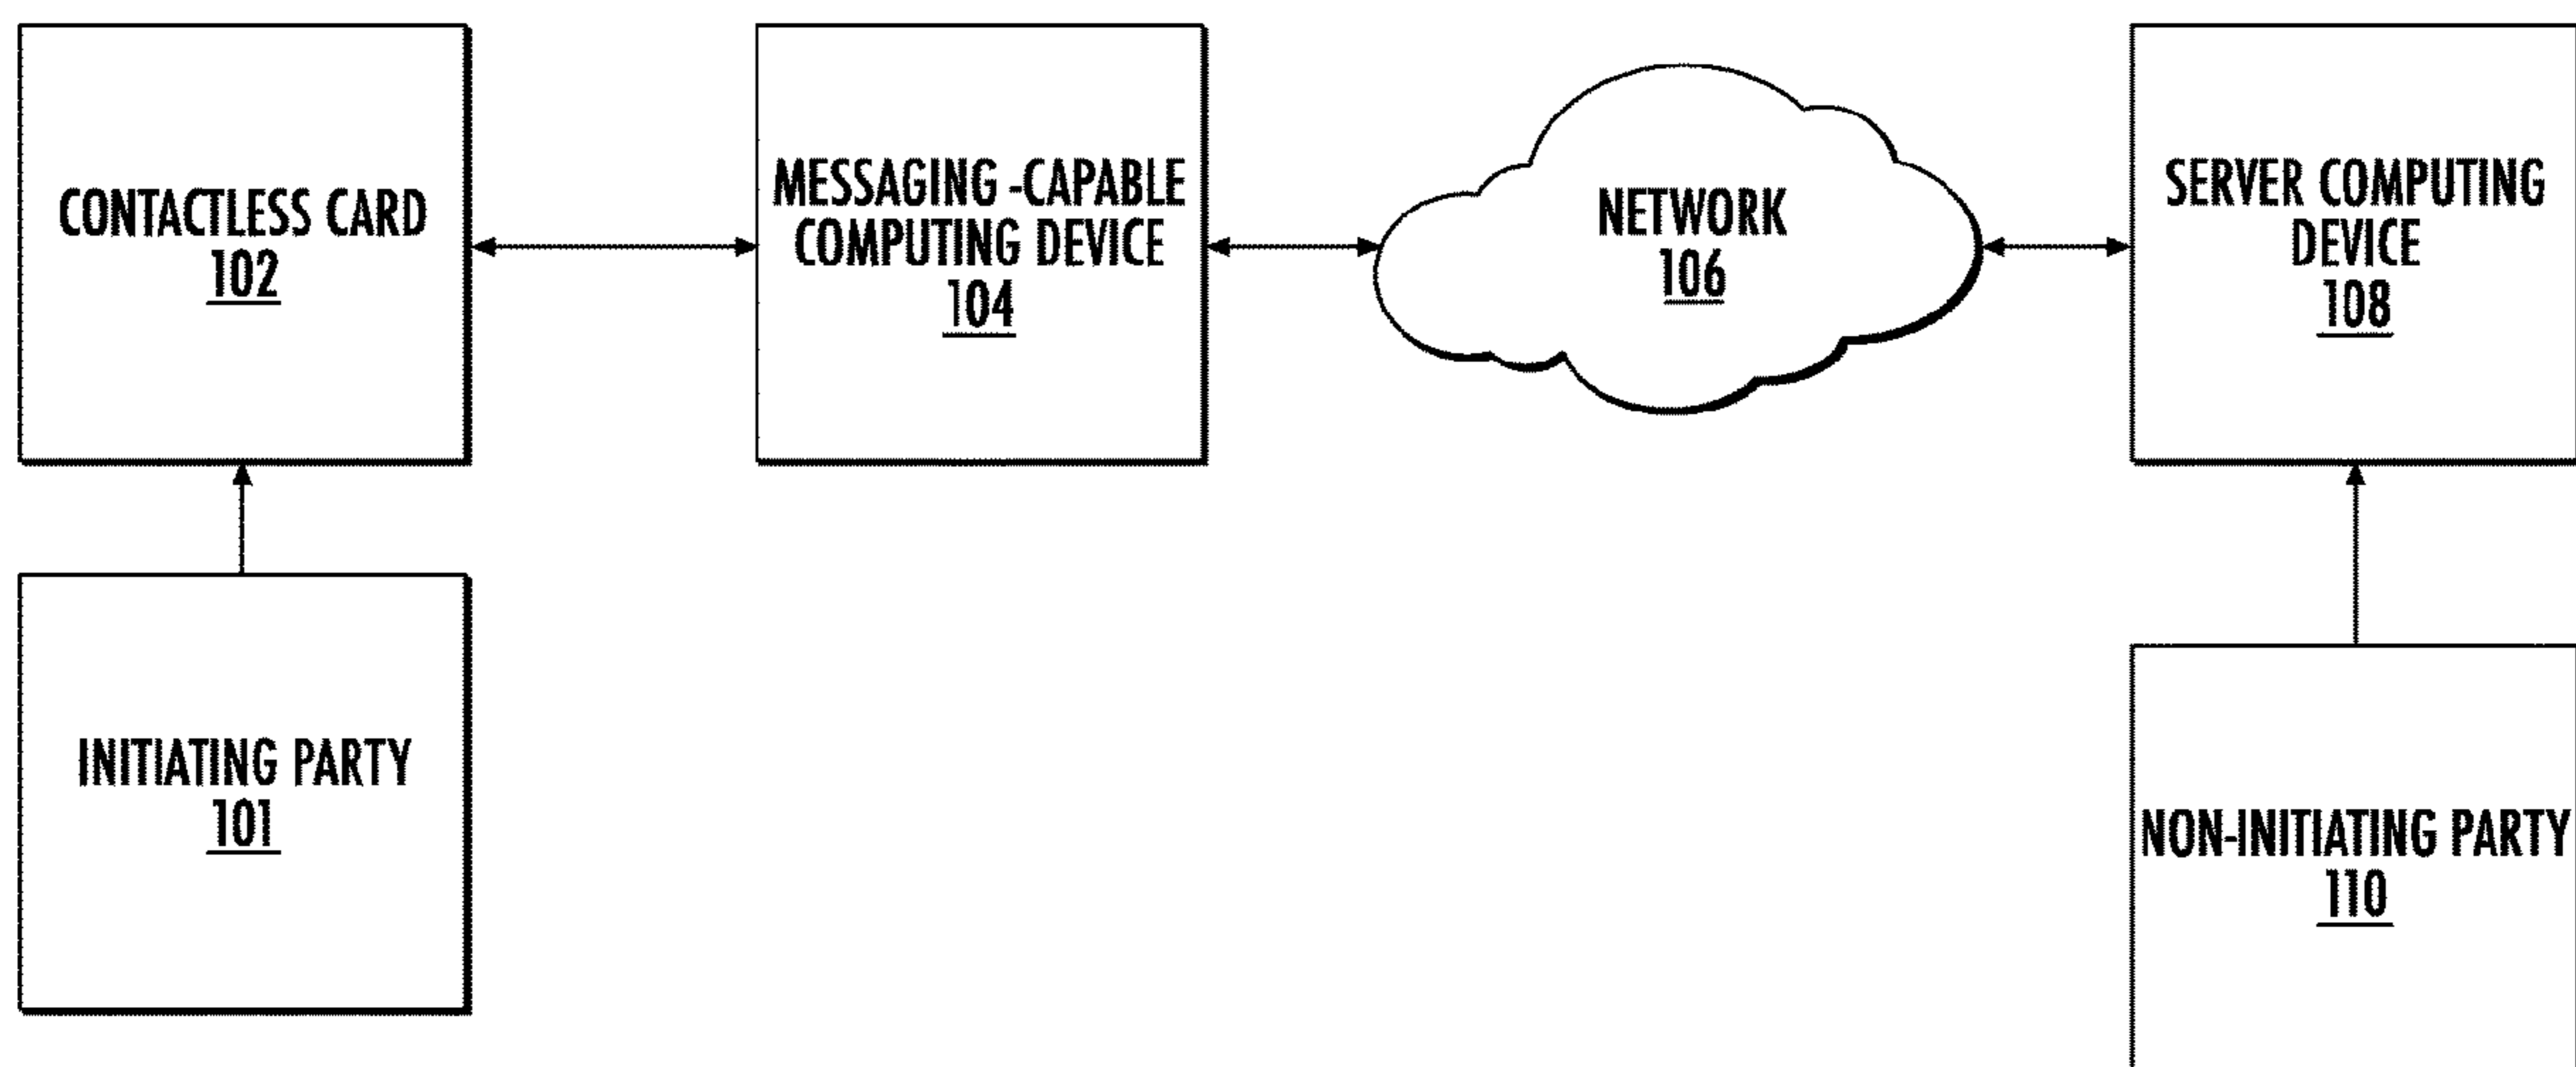 CONTACTLESS CARD
102
MESSAGING -CAPABLE
COMPUTING DEVICE
104
NETWORK
106
SERVER COMPUTING
DEVICE
108
INITIATING PARTY
101
NON-INITIATING PARTY
110